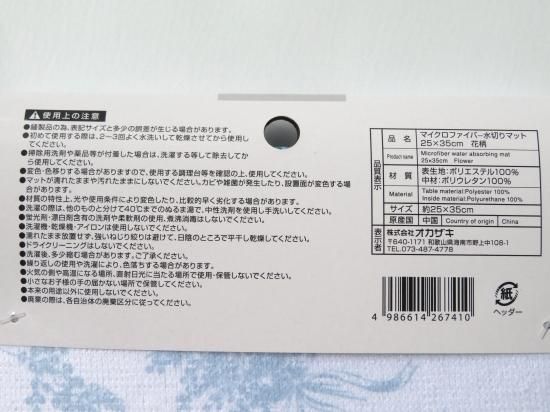 ⚠使用上の注意
●縫製品の為、表記サイズと多少の誤差が生じる場合があります。
●初めて使用する際は、2～3回よく水洗いして乾燥させてから使用し
てください。
●掃除用洗剤や薬品等が付着した場合は、洗濯する等して除去してか
ら使用してください。
●変色・色移りする場合がありますので、使用する調理台等を確認の上、使用してください。
●マットが濡れたままや汚れたままにしないでください。カビや雑菌が発生したり、設置面が変色する場
合があります。
●材質の特性上、光や使用条件により変色したり、比較的早く劣化する場合があります。
●洗濯の際は、他のものと分けて40℃までのぬるま湯で、中性洗剤を使用し手洗いしてください。
●蛍光剤・漂白剤含有の洗剤や柔軟剤の使用、煮沸消毒はしないでください。
●洗濯機・乾燥機・アイロンは使用しないでください。
●濡れたまま放置せず、強いねじり絞りは避けて、日陰のところで平干し乾燥してください。
●ドライクリーニングはしないでください。
●洗濯後、多少縮む場合があります。ご了承ください。
●繰り返しの使用や洗濯により、色落ちする場合があります。
●火気の側や高温になる場所、直射日光に当たる場所で使用・保管しないでください。
●小さなお子様の手の届かない場所で保管してください。
●本来の用途以外に使用しないでください。
●廃棄の際は、各自治体の廃棄区分に従ってください。
品質表示
品名
Product name
マイクロファイバー水切りマット
25×35cm 花柄
Microfiber water absorbing mat
25×35cm Flower
材質
Material
表生地：ポリエステル100%
中材：ポリウレタン100%
Table material:Polyester100%
Inside material:Polyurethane 100%
サイズ 約25×35cm
原産国 中国 Country of origin China
表示者
株式会社オカザキ
〒640-1171 和歌山県海南市野上中108-1
TEL.073-487-4778
4 986614 267410
紙
ヘッダー